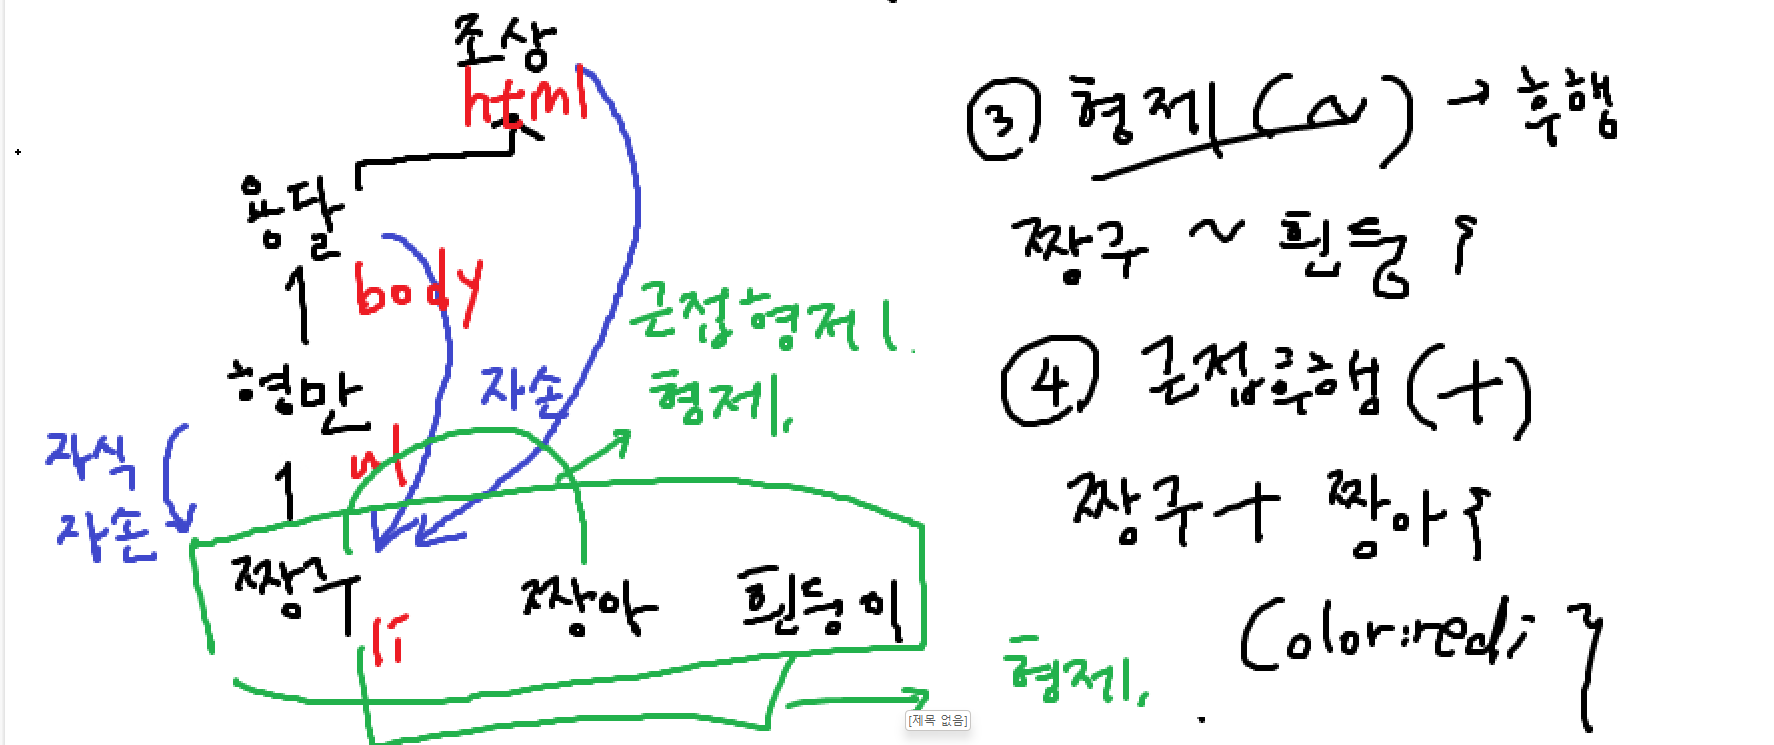 조상
html
용달
body
형만
ul
자식
자손
자손
근접형제
형제,
짱구
li
짱아
흰둥이
형제,
[제목 없음]
③ 형제(~) → 후행
짱구 ~ 흰둥 {
④ 근접후행(+)
짱구 + 짱아{
Color:red; }